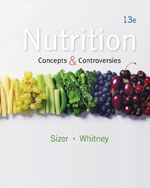 13e
Nutrition
Concepts & Controversies
Sizer • Whitney